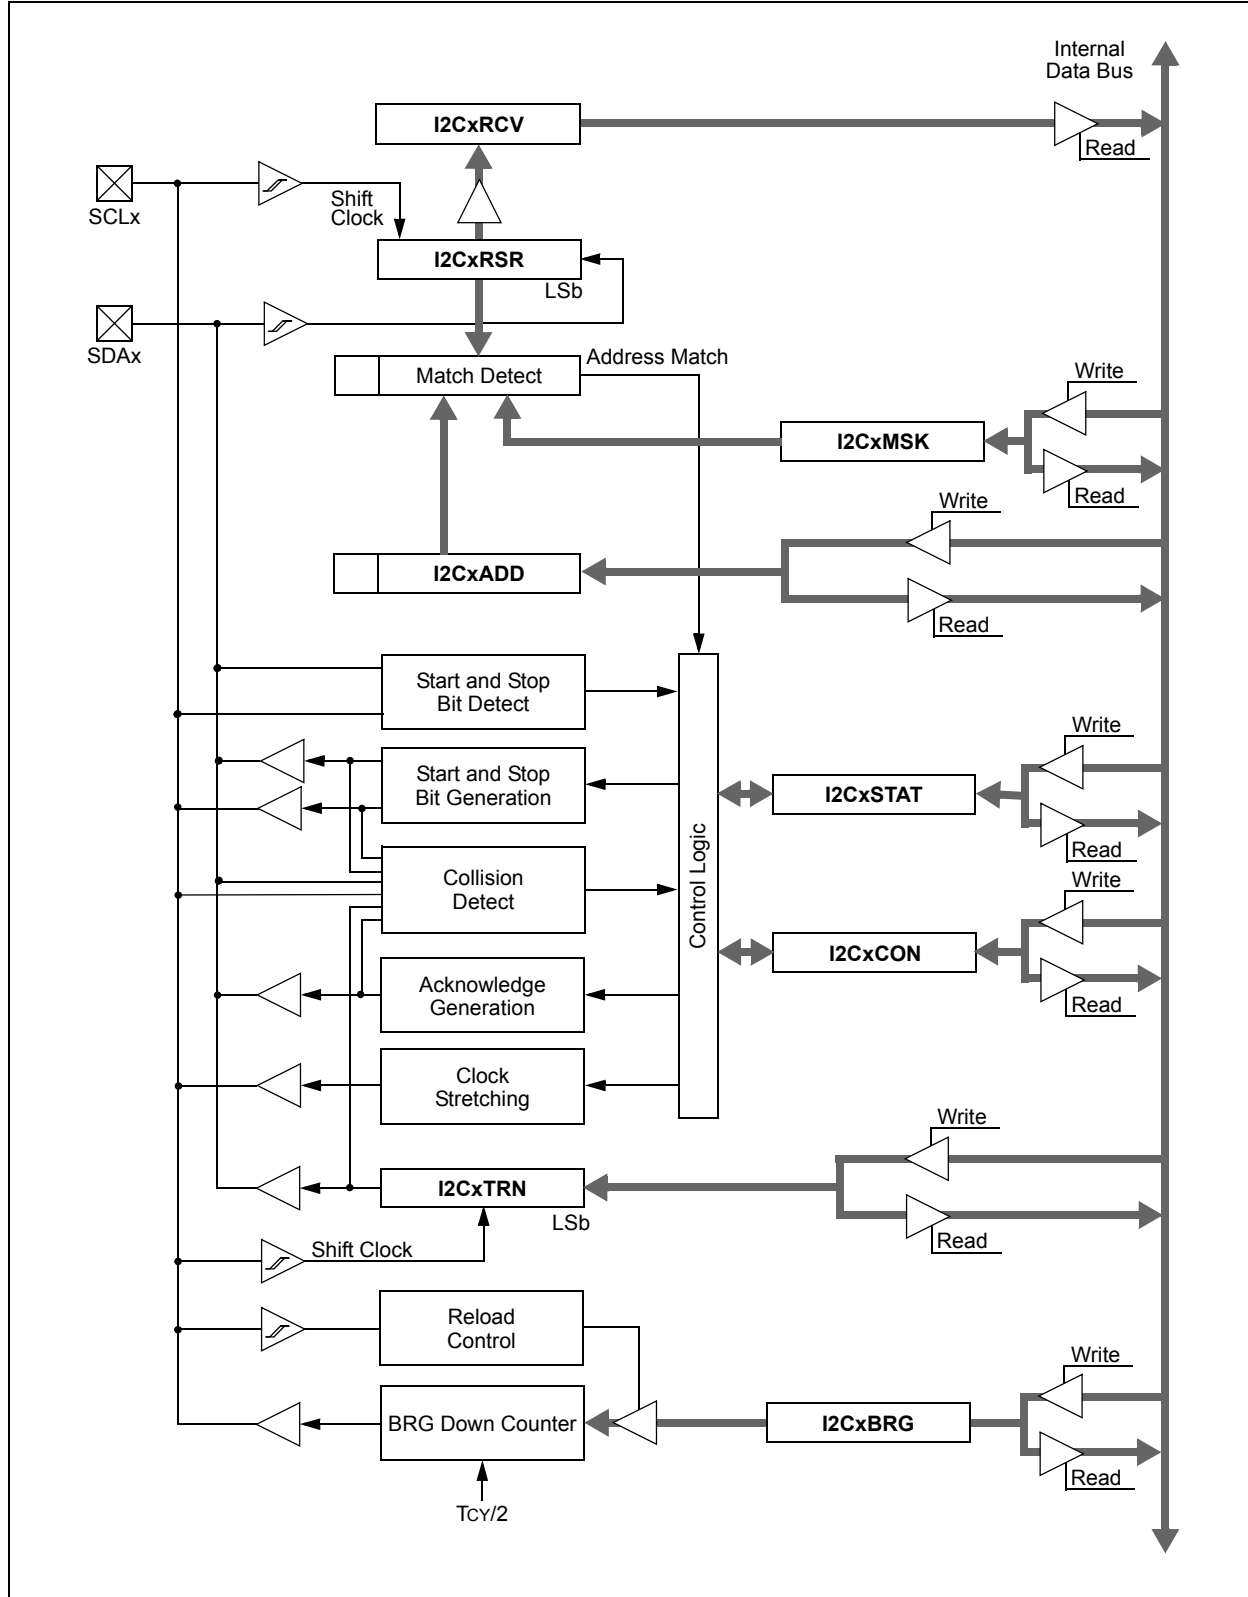 Internal
Data Bus
I2CxRCV
Read
SCLx
Shift
Clock
I2CxRSR
LSb
SDAx
Address Match
Match Detect
Write
I2CxMSK
Read
Write
I2CxADD
Read
Start and Stop
Bit Detect
Write
Start and Stop
Bit Generation
I2CxSTAT
Read
Control Logic
Collision
Detect
Write
I2CxCON
Read
Acknowledge
Generation
Clock
Stretching
Write
I2CxTRN
LSb
Read
Shift Clock
Reload
Control
Write
BRG Down Counter
I2CxBRG
Read
TCY/2